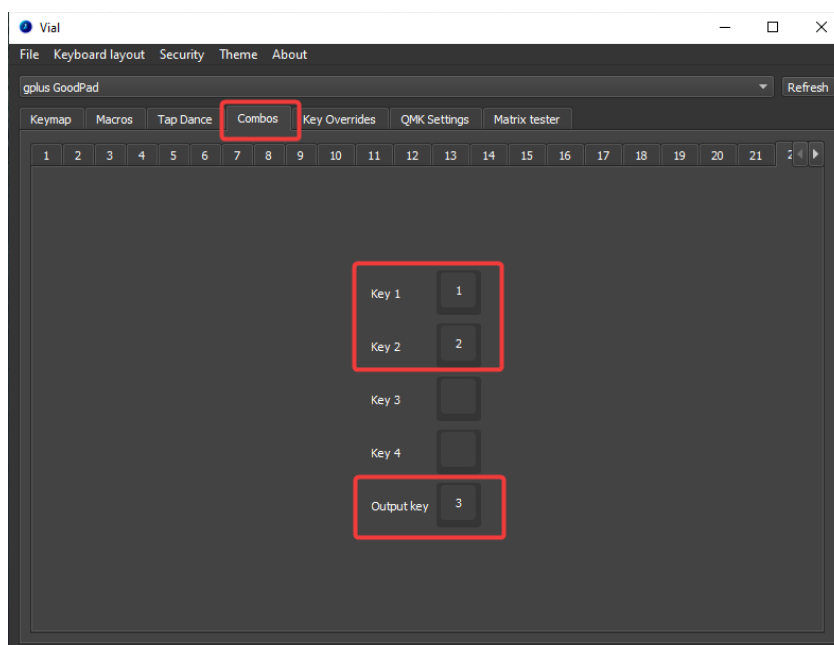 Vial
File Keyboard layout Security Theme About
gplus GoodPad Refresh
Keymap Macros Tap Dance Combos Key Overrides QMK Settings Matrix tester
1 2 3 4 5 6 7 8 9 10 11 12 13 14 15 16 17 18 19 20 21
Key 1 1
Key 2 2
Key 3
Key 4
Output key 3